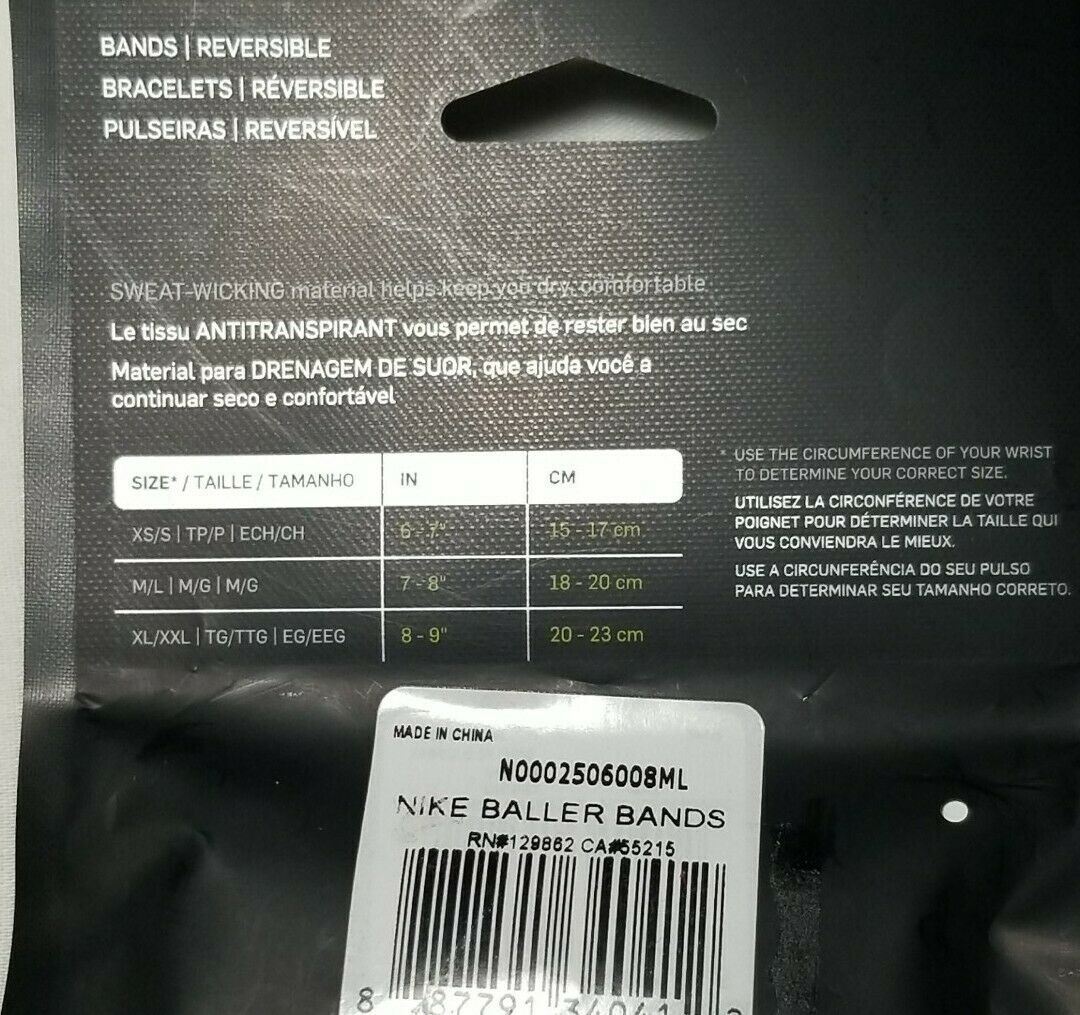 BANDS | REVERSIBLE
BRACELETS | RÉVERSIBLE
PULSEIRAS | REVERSÍVEL
SWEAT-WICKING material helps keep you dry, comfortable
Le tissu ANTITRANSPIRANT vous permet de rester bien au sec
Material para DRENAGEM DE SUOR, que ajuda você a
continuar seco e confortável
SIZE* / TAILLE / TAMANHO IN CM
XS/S | TP/P | ECH/CH 6 - 7" 15 - 17 cm
M/L | M/G | M/G 7 - 8" 18 - 20 cm
XL/XXL | TG/TTG | EG/EEG 8 - 9" 20 - 23 cm
* USE THE CIRCUMFERENCE OF YOUR WRIST
TO DETERMINE YOUR CORRECT SIZE.
UTILISEZ LA CIRCONFÉRENCE DE VOTRE
POIGNET POUR DÉTERMINER LA TAILLE QUI
VOUS CONVIENDRA LE MIEUX.
USE A CIRCUNFERÊNCIA DO SEU PULSO
PARA DETERMINAR SEU TAMANHO CORRETO.
MADE IN CHINA
N0002506008ML
NIKE BALLER BANDS
RN#129862 CA#55215
8 87791 34041